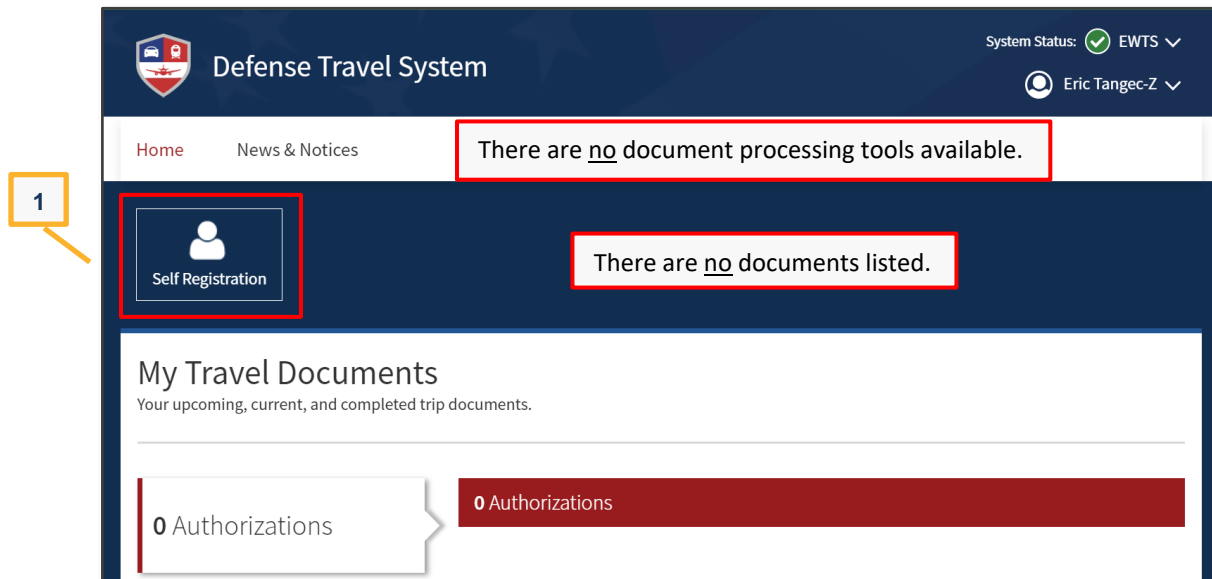 System Status: EWTS
Defense Travel System
Eric Tangec-Z
Home News & Notices
There are no document processing tools available.
1
Self Registration
There are no documents listed.
My Travel Documents
Your upcoming, current, and completed trip documents.
0 Authorizations
0 Authorizations